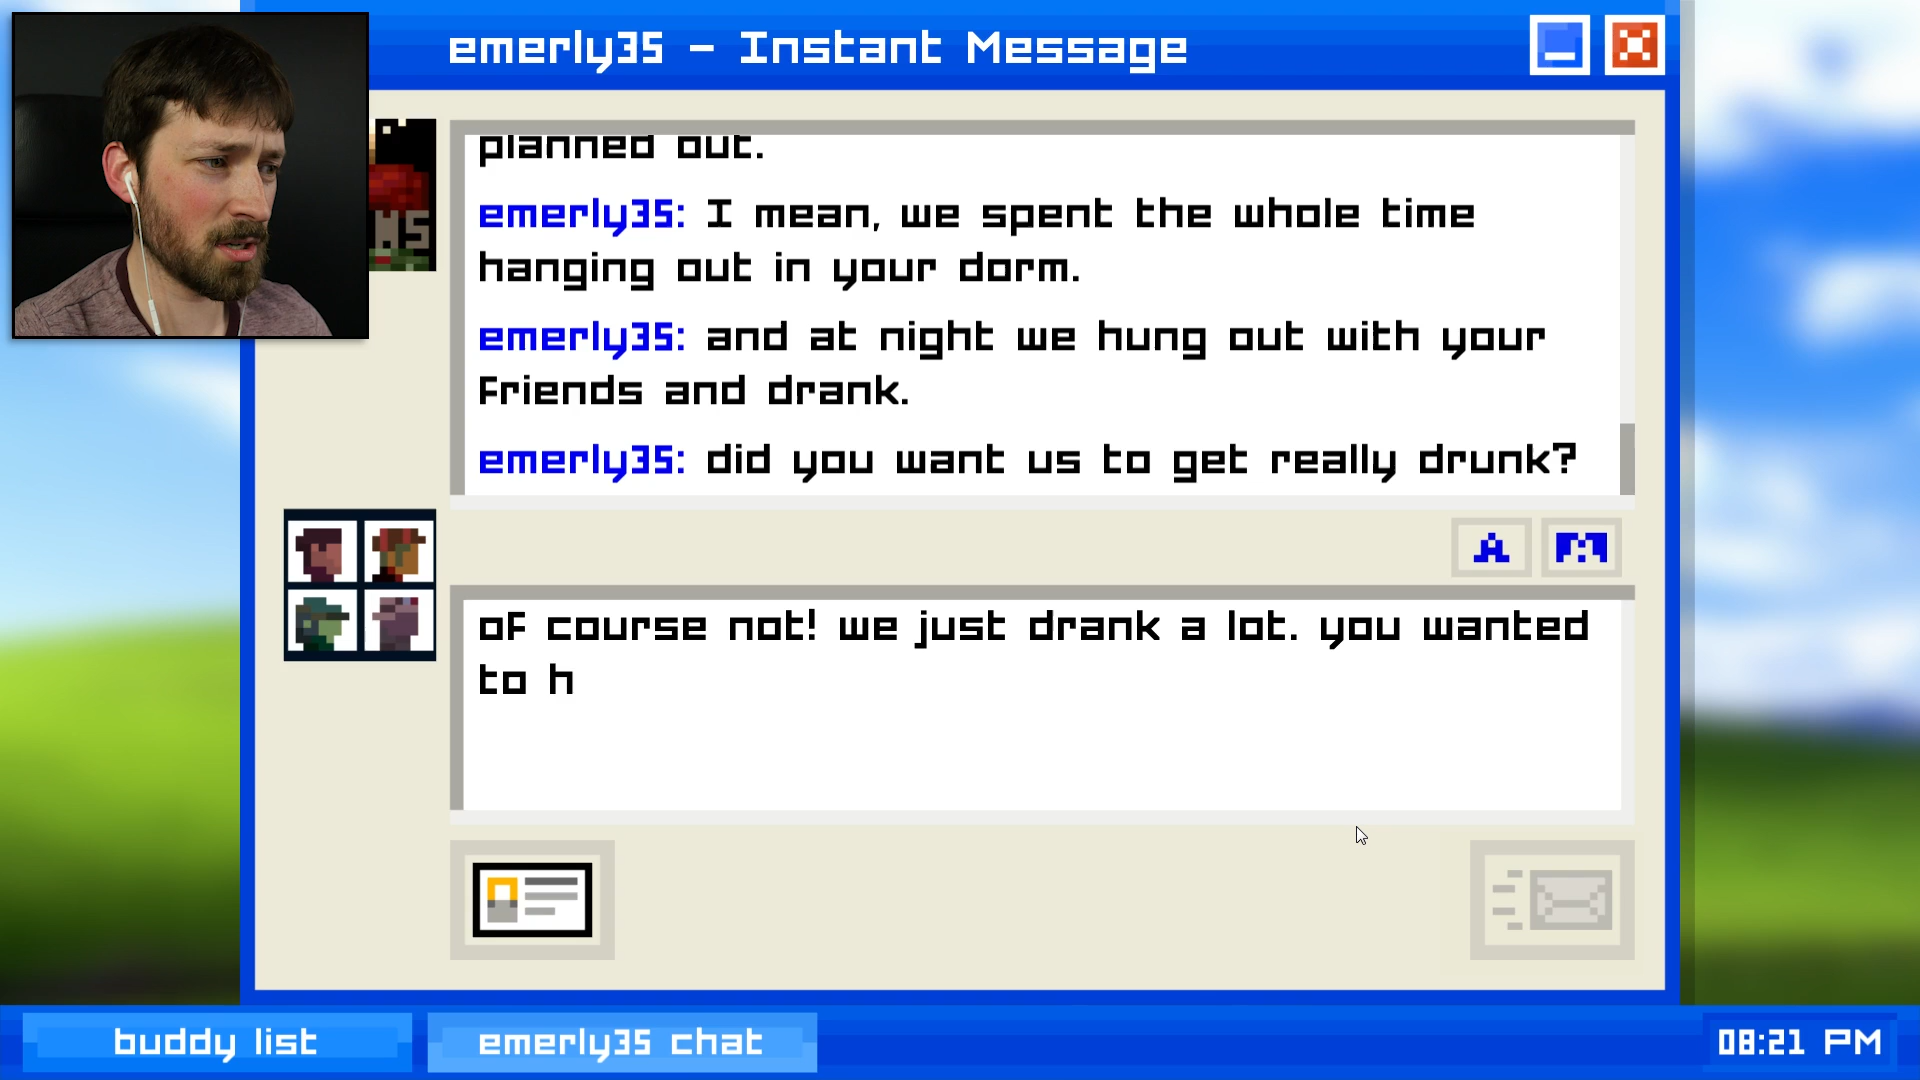 emerly35 - Instant Message
planned out.
emerly35: I mean, we spent the whole time
hanging out in your dorm.
emerly35: and at night we hung out with your
friends and drank.
emerly35: did you want us to get really drunk?
A
of course not! we just drank a lot. you wanted
to h
buddy list
emerly35 chat
08:21 PM